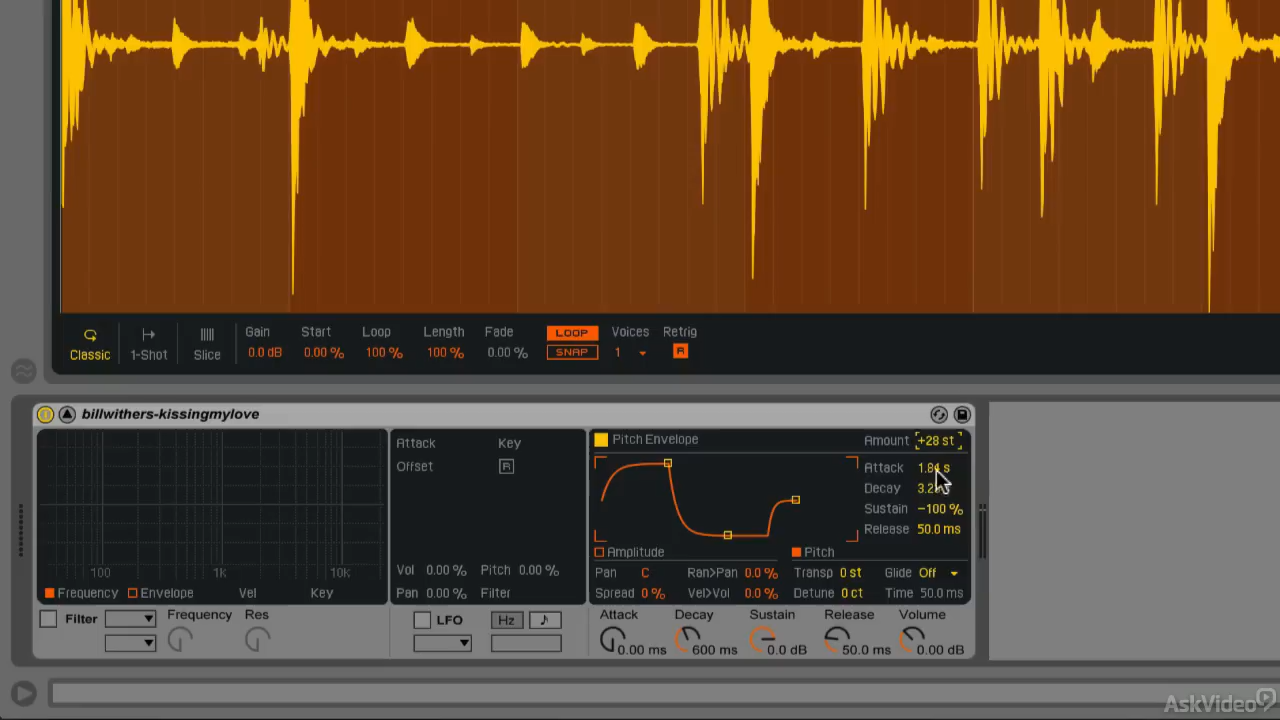 Gain Start Loop Length Fade LOOP Voices Retrig
Classic 1-Shot Slice 0.0 dB 0.00 % 100 % 100 % 0.00 % SNAP 1 R
billwithers-kissingmylove
Attack Key Pitch Envelope Amount +28 st
Offset R Attack 1.84 s
Decay
Sustain -100 %
Release 50.0 ms
Amplitude Pitch
100 1k 10k Vol 0.00 % Pitch 0.00 % Pan C Ran>Pan 0.0 % Transp 0 st Glide Off
Frequency Envelope Vel Key Pan 0.00 % Filter Spread 0 % Vel>Vol 0.0 % Detune 0 ct Time 50.0 ms
Filter Frequency Res LFO Hz Attack Decay Sustain Release Volume
0.00 ms 600 ms 0.0 dB 50.0 ms 0.00 dB
AskVideo